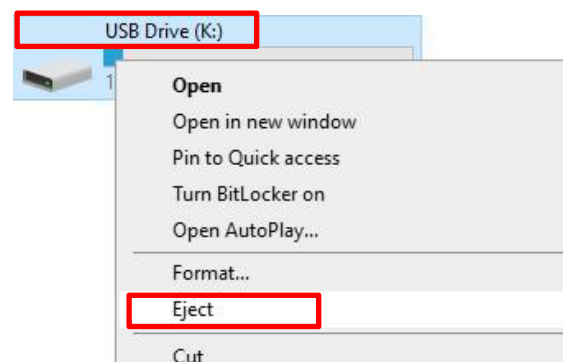 USB Drive (K:)
1
Open
Open in new window
Pin to Quick access
Turn BitLocker on
Open AutoPlay...
Format...
Eject
Cut